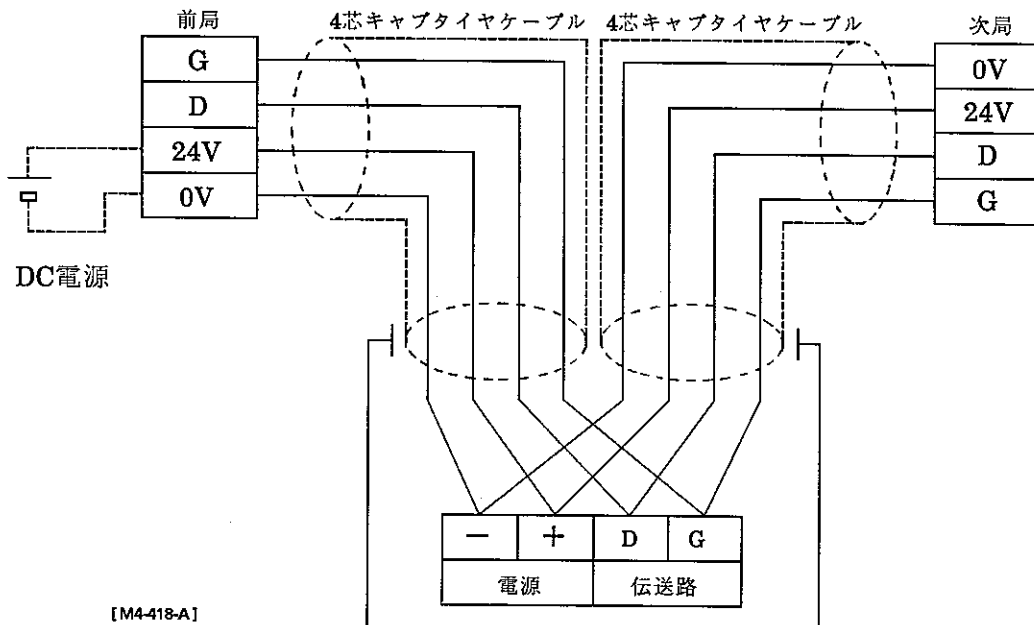 前局
4芯キャブタイヤケーブル
4芯キャブタイヤケーブル
次局
G
D
24V
0V
0V
24V
D
G
DC電源
− + D G
電源 伝送路
[M4-418-A]